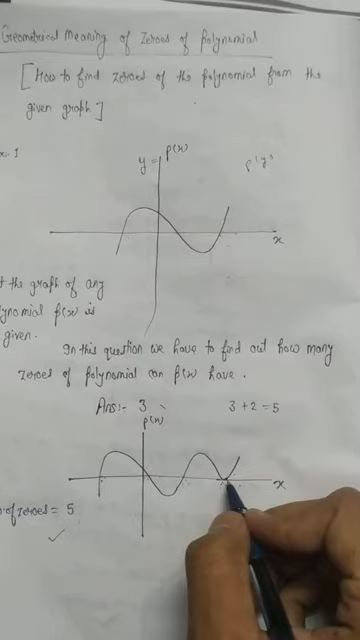 Geometrical Meaning of Zeroes of Polynomial
[How to find zeroes of the polynomial from the
given graph]
x-1
y= p(x)
x
the graph of any
p(x) is
given.
In this question we have to find out how many
zeroes of polynomial can p(x) have.
Ans:- 3
3+2=5
p(x)
x
of zeroes = 5